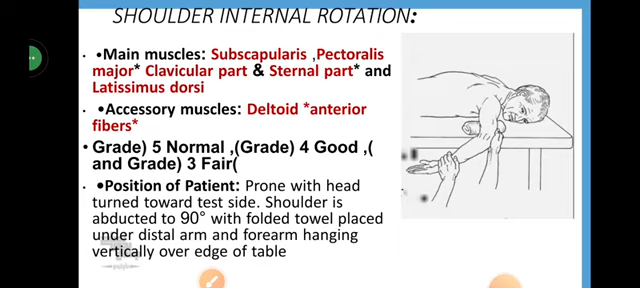 SHOULDER INTERNAL ROTATION:
•Main muscles: Subscapularis ,Pectoralis
major* Clavicular part & Sternal part* and
Latissimus dorsi
•Accessory muscles: Deltoid *anterior
fibers*
Grade) 5 Normal ,(Grade) 4 Good ,(
and Grade) 3 Fair(
•Position of Patient: Prone with head
turned toward test side. Shoulder is
abducted to 90° with folded towel placed
under distal arm and forearm hanging
vertically over edge of table